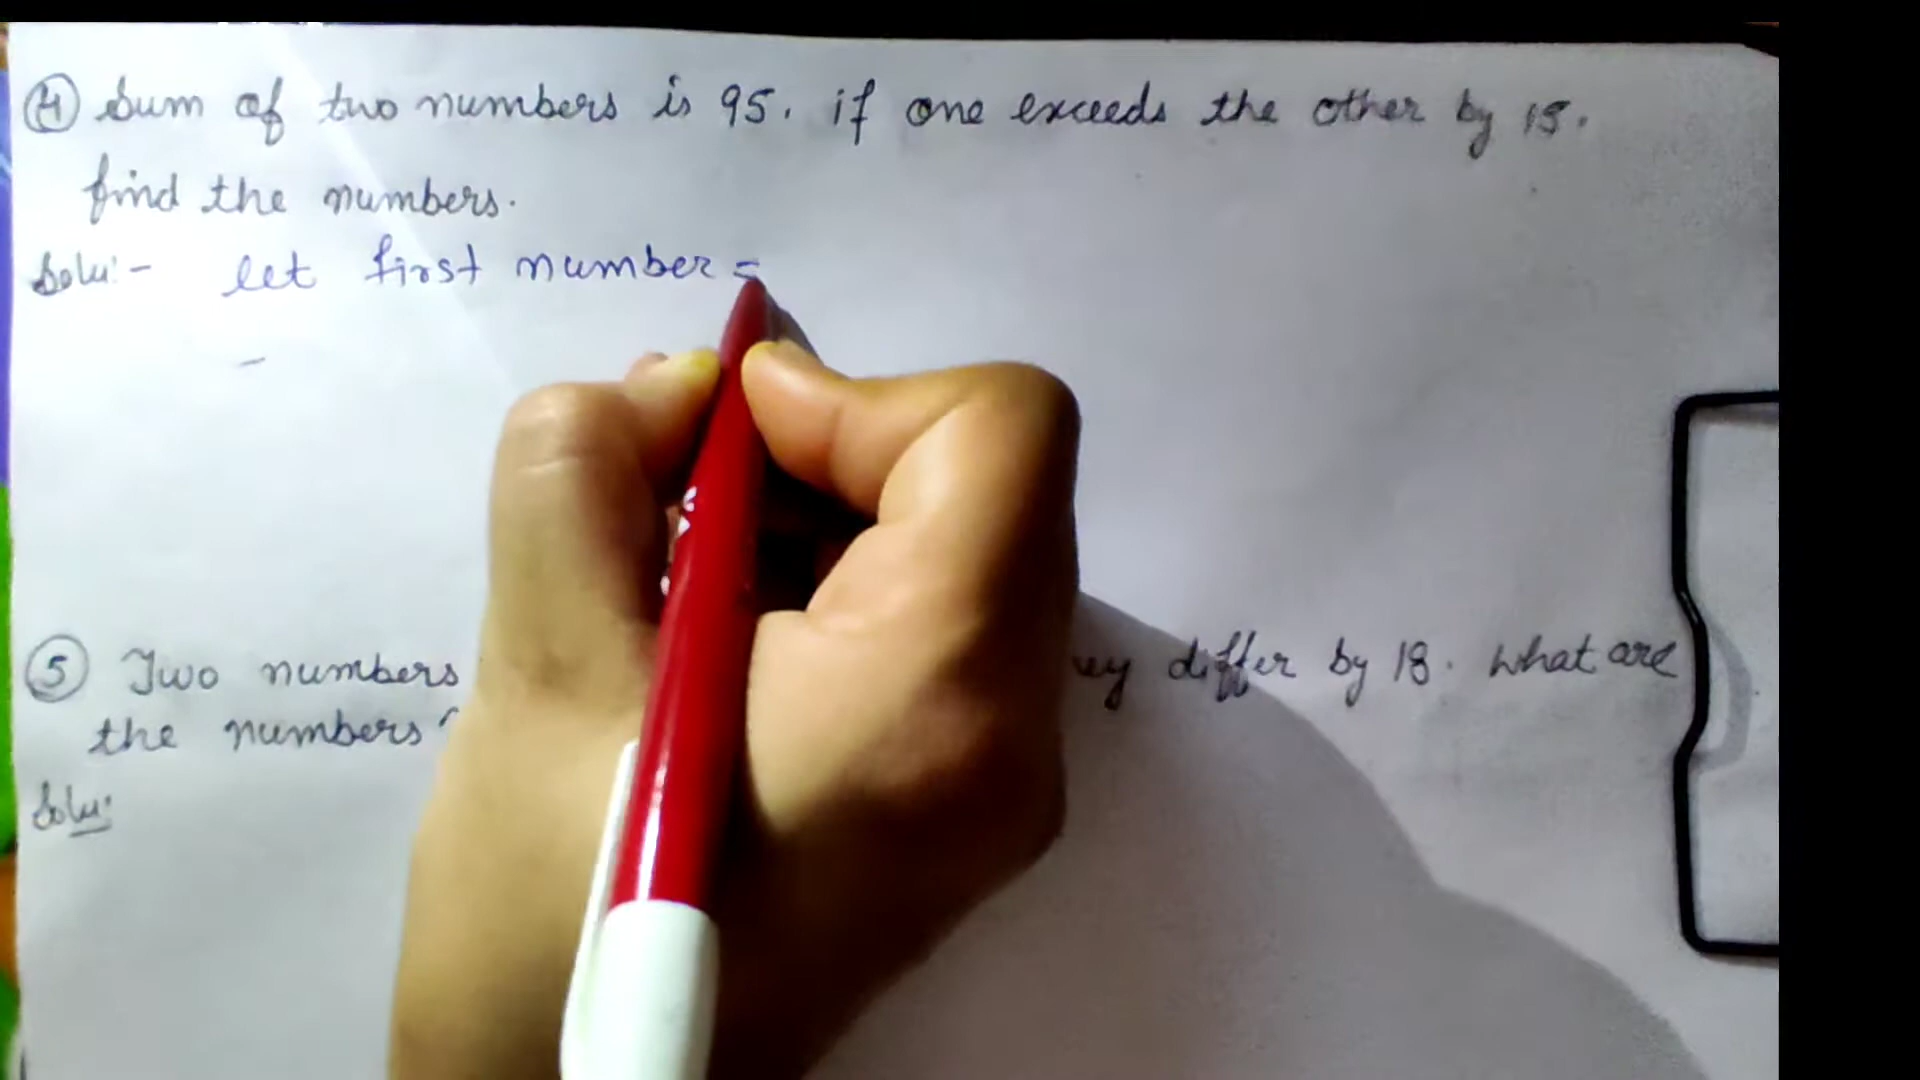 4 Sum of two numbers is 95. if one exceeds the other by 15.
find the numbers.
Solu:- let first number =
5 Two numbers differ by 18. What are
the numbers
Solu: